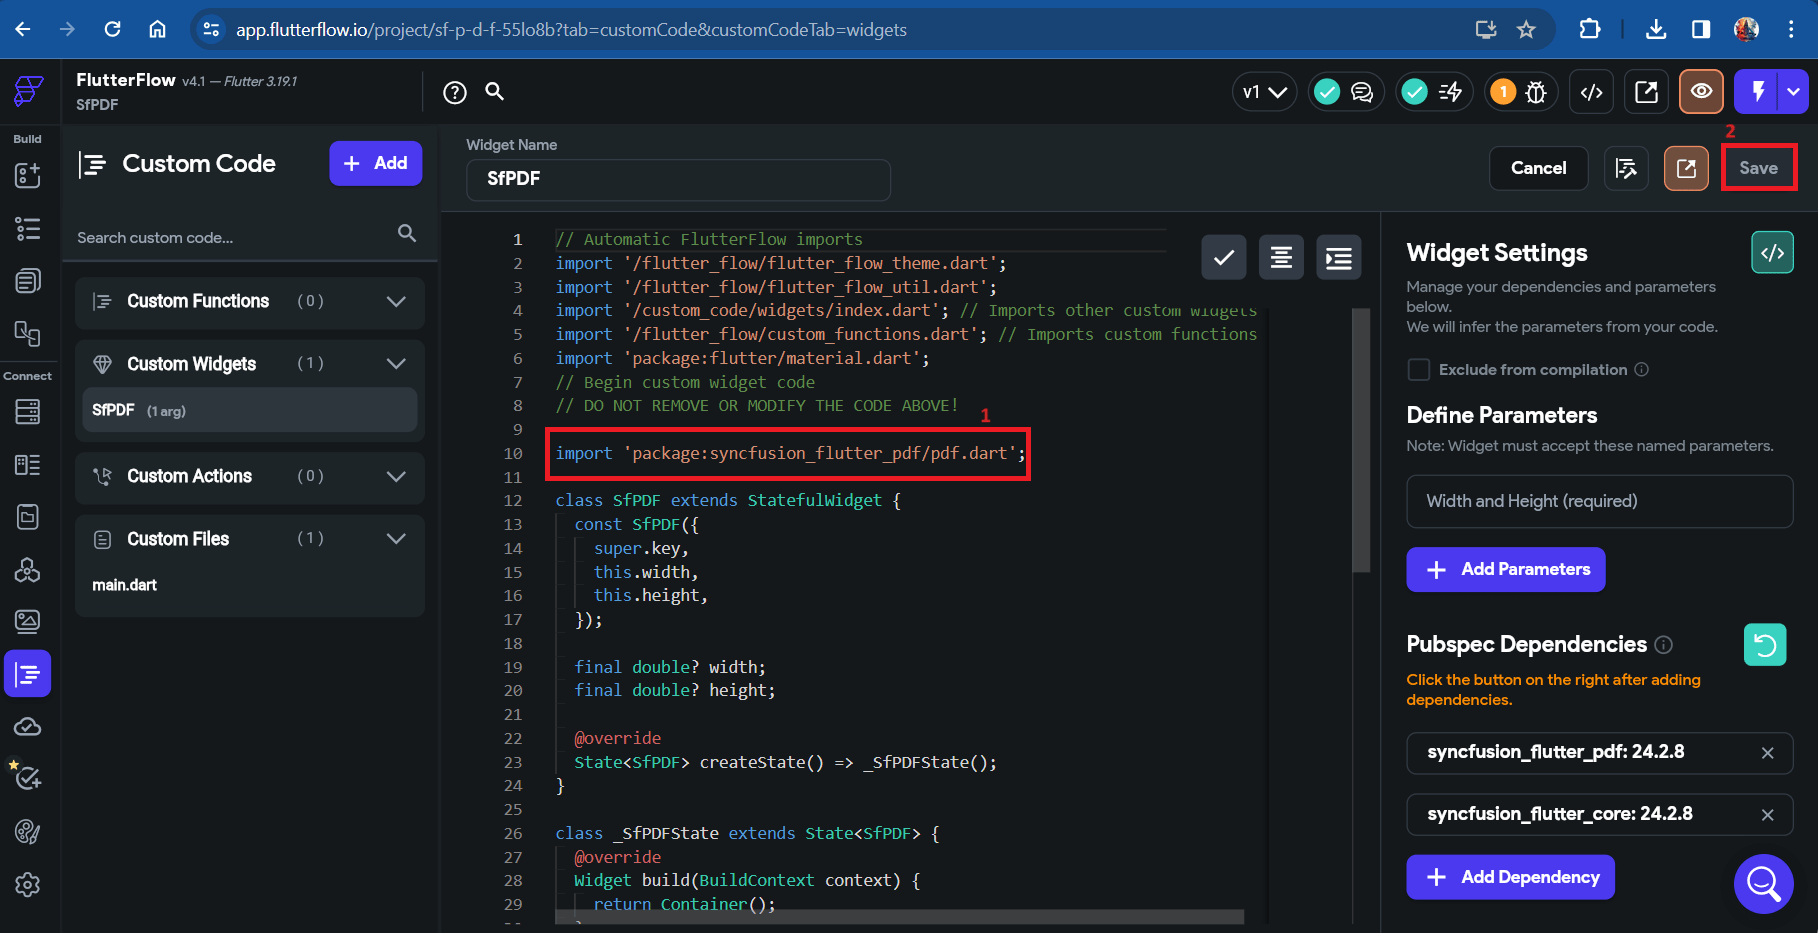 app.flutterflow.io/project/sf-p-d-f-55lo8b?tab=customCode&customCodeTab=widgets
FlutterFlow v4.1 — Flutter 3.19.1
SfPDF
?
v1
1
</>
Build
Connect
Custom Code
+ Add
Search custom code...
Custom Functions (0)
Custom Widgets (1)
SfPDF (1 arg)
Custom Actions (0)
Custom Files (1)
main.dart
Widget Name
SfPDF
Cancel
2
Save
1 // Automatic FlutterFlow imports
2 import '/flutter_flow/flutter_flow_theme.dart';
3 import '/flutter_flow/flutter_flow_util.dart';
4 import '/custom_code/widgets/index.dart'; // Imports other custom widgets
5 import '/flutter_flow/custom_functions.dart'; // Imports custom functions
6 import 'package:flutter/material.dart';
7 // Begin custom widget code
8 // DO NOT REMOVE OR MODIFY THE CODE ABOVE!
1
9
10 import 'package:syncfusion_flutter_pdf/pdf.dart';
11
12 class SfPDF extends StatefulWidget {
13 const SfPDF({
14 super.key,
15 this.width,
16 this.height,
17 });
18
19 final double? width;
20 final double? height;
21
22 @override
23 State<SfPDF> createState() => _SfPDFState();
24 }
25
26 class _SfPDFState extends State<SfPDF> {
27 @override
28 Widget build(BuildContext context) {
29 return Container();
Widget Settings
</>
Manage your dependencies and parameters
below.
We will infer the parameters from your code.
Exclude from compilation
Define Parameters
Note: Widget must accept these named parameters.
Width and Height (required)
+ Add Parameters
Pubspec Dependencies
Click the button on the right after adding
dependencies.
syncfusion_flutter_pdf: 24.2.8
syncfusion_flutter_core: 24.2.8
+ Add Dependency